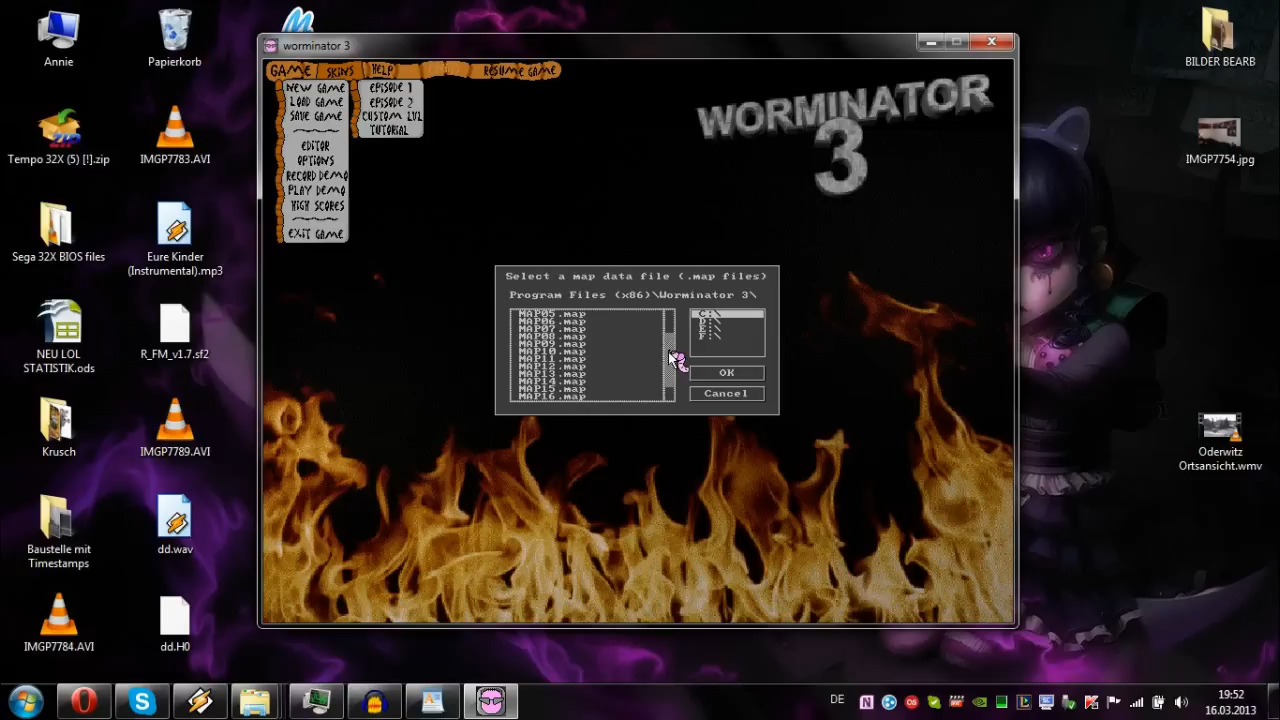 Annie
Papierkorb
Tempo 32X (5) [!].zip
IMGP7783.AVI
Sega 32X BIOS files
Eure Kinder
(Instrumental).mp3
NEU LOL
STATISTIK.ods
R_FM_v1.7.sf2
Krusch
IMGP7789.AVI
Baustelle mit
Timestamps
dd.wav
IMGP7784.AVI
dd.H0
worminator 3
GAME
SKINS
HELP
RESUME GAME
NEW GAME
LOAD GAME
SAVE GAME
EDITOR
OPTIONS
RECORD DEMO
PLAY DEMO
HIGH SCORES
EXIT GAME
EPISODE 1
EPISODE 2
CUSTOM LVL
TUTORIAL
WORMINATOR
3
Select a map data file (.map files)
Program Files (x86)\Worminator 3\
MAP05.map
MAP06.map
MAP07.map
MAP08.map
MAP09.map
MAP10.map
MAP11.map
MAP12.map
MAP13.map
MAP14.map
MAP15.map
MAP16.map
C:\
D:\
E:\
F:\
OK
Cancel
BILDER BEARB
IMGP7754.jpg
Oderwitz
Ortsansicht.wmv
DE
19:52
16.03.2013